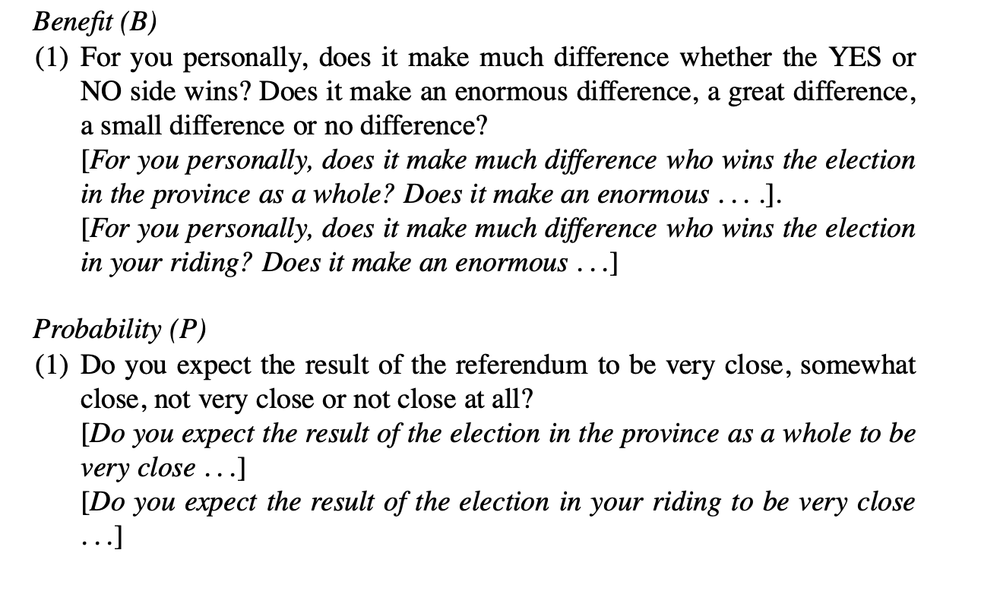 Benefit (B)
(1) For you personally, does it make much difference whether the YES or
NO side wins? Does it make an enormous difference, a great difference,
a small difference or no difference?
[For you personally, does it make much difference who wins the election
in the province as a whole? Does it make an enormous . . . .].
[For you personally, does it make much difference who wins the election
in your riding? Does it make an enormous . . .]
Probability (P)
(1) Do you expect the result of the referendum to be very close, somewhat
close, not very close or not close at all?
[Do you expect the result of the election in the province as a whole to be
very close . . .]
[Do you expect the result of the election in your riding to be very close
. . .]